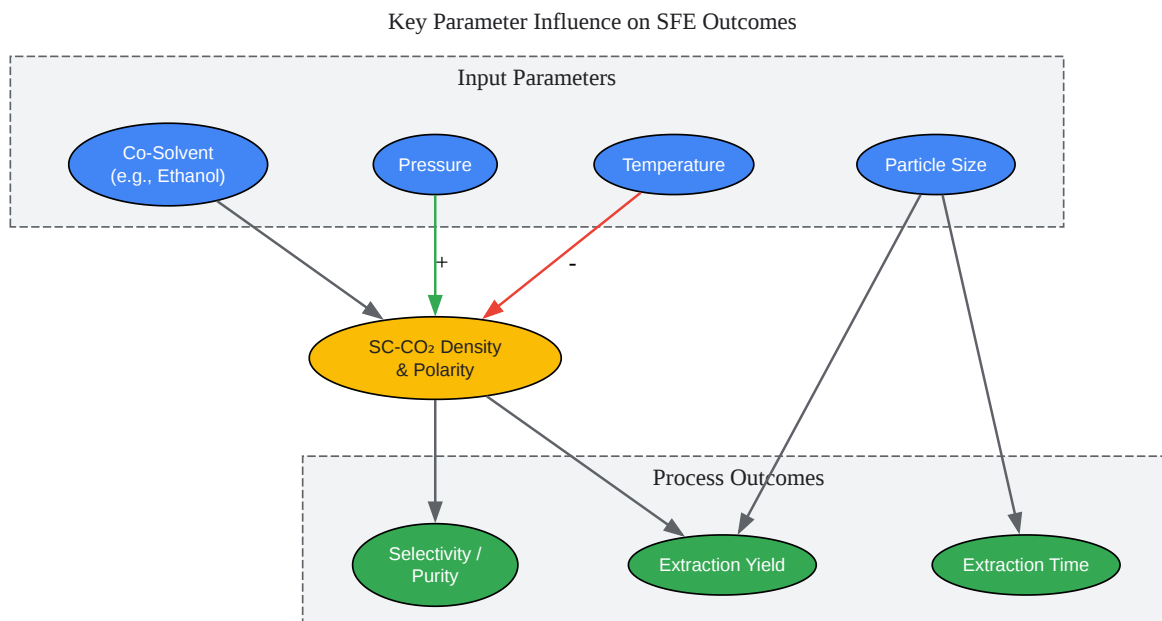 Key Parameter Influence on SFE Outcomes
Input Parameters
Co-Solvent
(e.g., Ethanol)
Pressure
Temperature
Particle Size
+
-
SC-CO₂ Density
& Polarity
Process Outcomes
Selectivity /
Purity
Extraction Yield
Extraction Time